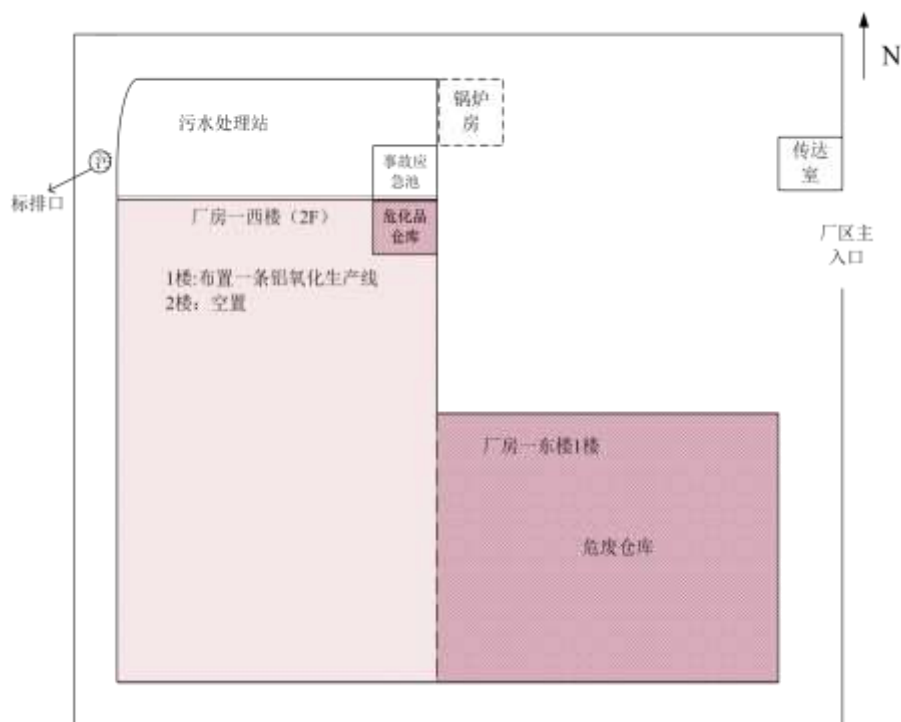 N
锅炉
房
污水处理站
传达
室
事故应
急池
标排口
厂房一西楼（2F）
危化品
仓库
厂区主
入口
1楼:布置一条铝氧化生产线
2楼：空置
厂房一东楼1楼
危废仓库